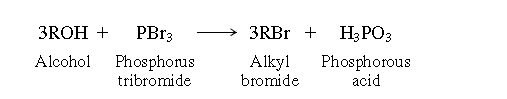 3ROH + PBr₃ ⟶ 3RBr + H₃PO₃
Alcohol Phosphorus Alkyl Phosphorous
tribromide bromide acid